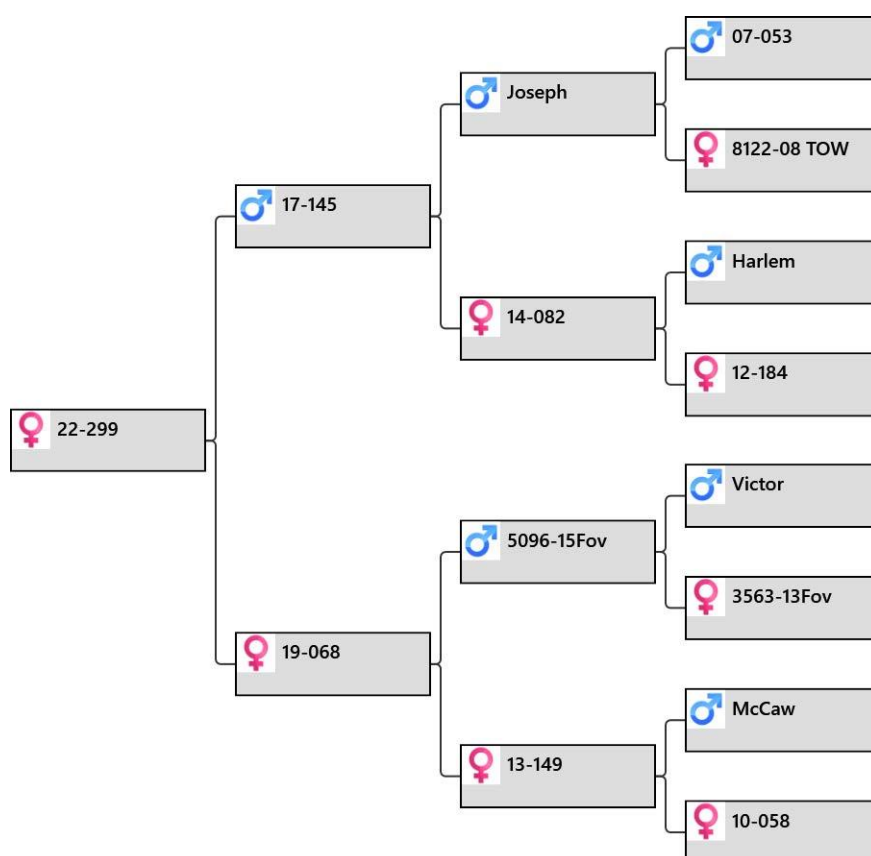 07-053
Joseph
8122-08 TOW
17-145
Harlem
14-082
12-184
22-299
Victor
5096-15Fov
3563-13Fov
19-068
McCaw
13-149
10-058